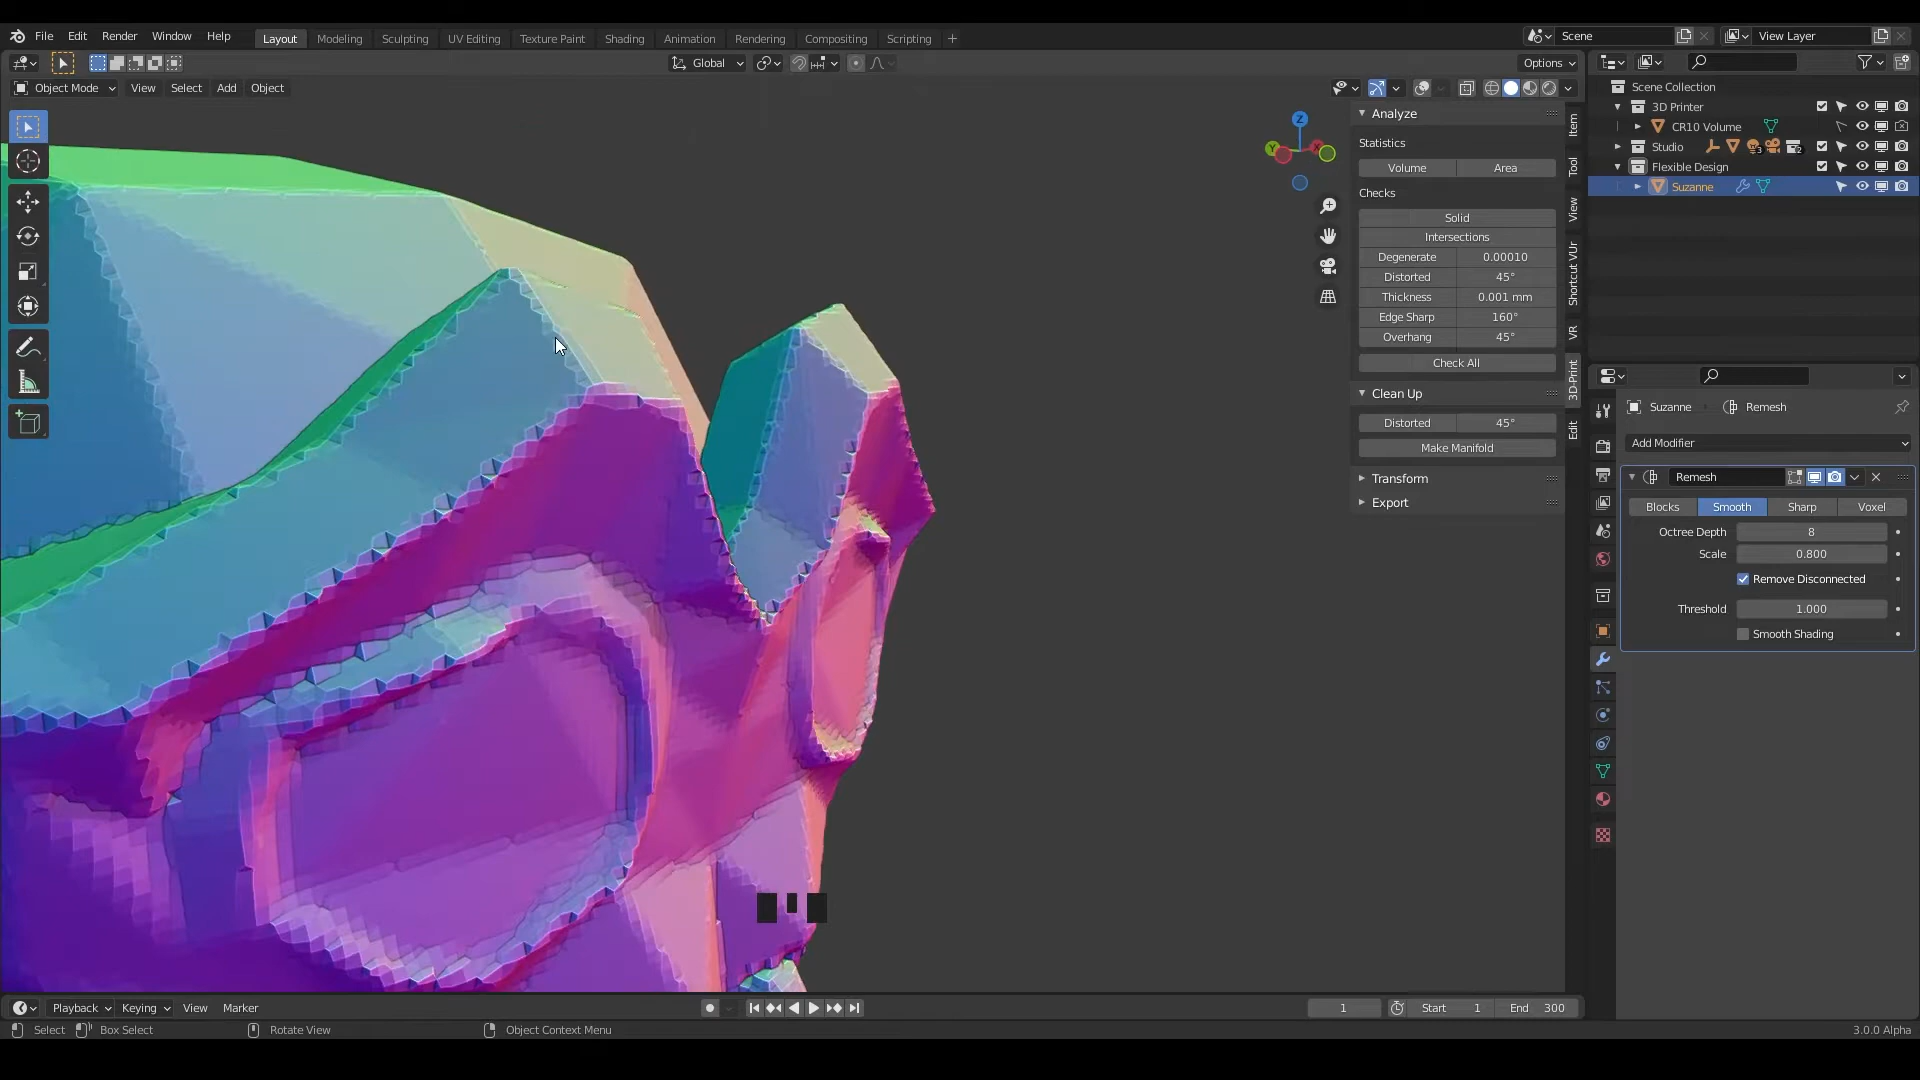 File Edit Render Window Help Layout Modeling Sculpting UV Editing Texture Paint Shading Animation Rendering Compositing Scripting Scene View Layer
Global Options
Object Mode View Select Add Object
Analyze
Statistics
Volume Area
Checks
Solid
Intersections
Degenerate 0.00010
Distorted 45°
Thickness 0.001 mm
Edge Sharp 160°
Overhang 45°
Check All
Clean Up
Distorted 45°
Make Manifold
Transform
Export
Item
Tool
View
Shortcut VUr
VR
3D-Print
Edit
X
Y
Z
Scene Collection
3D Printer
CR10 Volume
Studio 3 2
Flexible Design
Suzanne
Suzanne Remesh
Add Modifier
Remesh
Blocks Smooth Sharp Voxel
Octree Depth 8
Scale 0.800
Remove Disconnected
Threshold 1.000
Smooth Shading
Playback Keying View Marker 1 Start 1 End 300
Select Box Select Rotate View Object Context Menu 3.0.0 Alpha